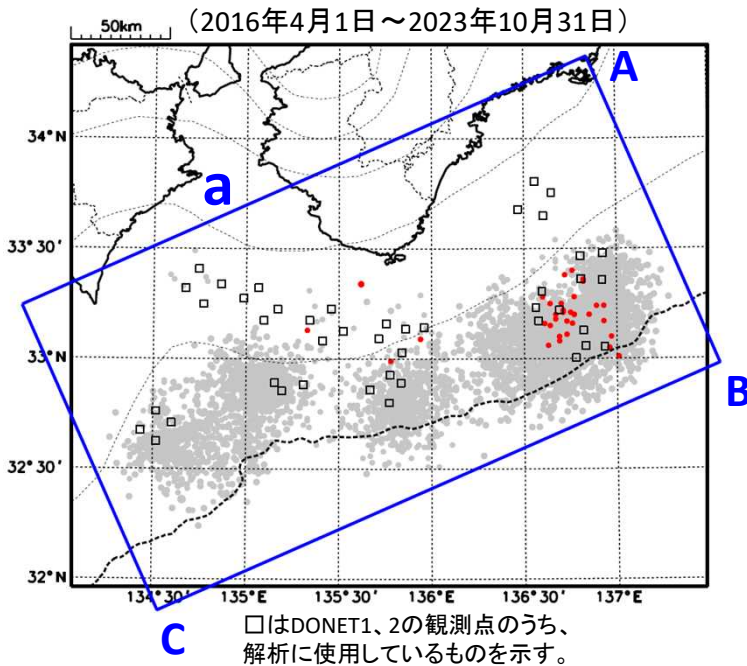 50km
(2016年4月1日～2023年10月31日)
A
34°N
a
33°30′
33°N
B
32°30′
32°N
134°30′ 135°E 135°30′ 136°E 136°30′ 137°E
C
□はDONET1、2の観測点のうち、
解析に使用しているものを示す。